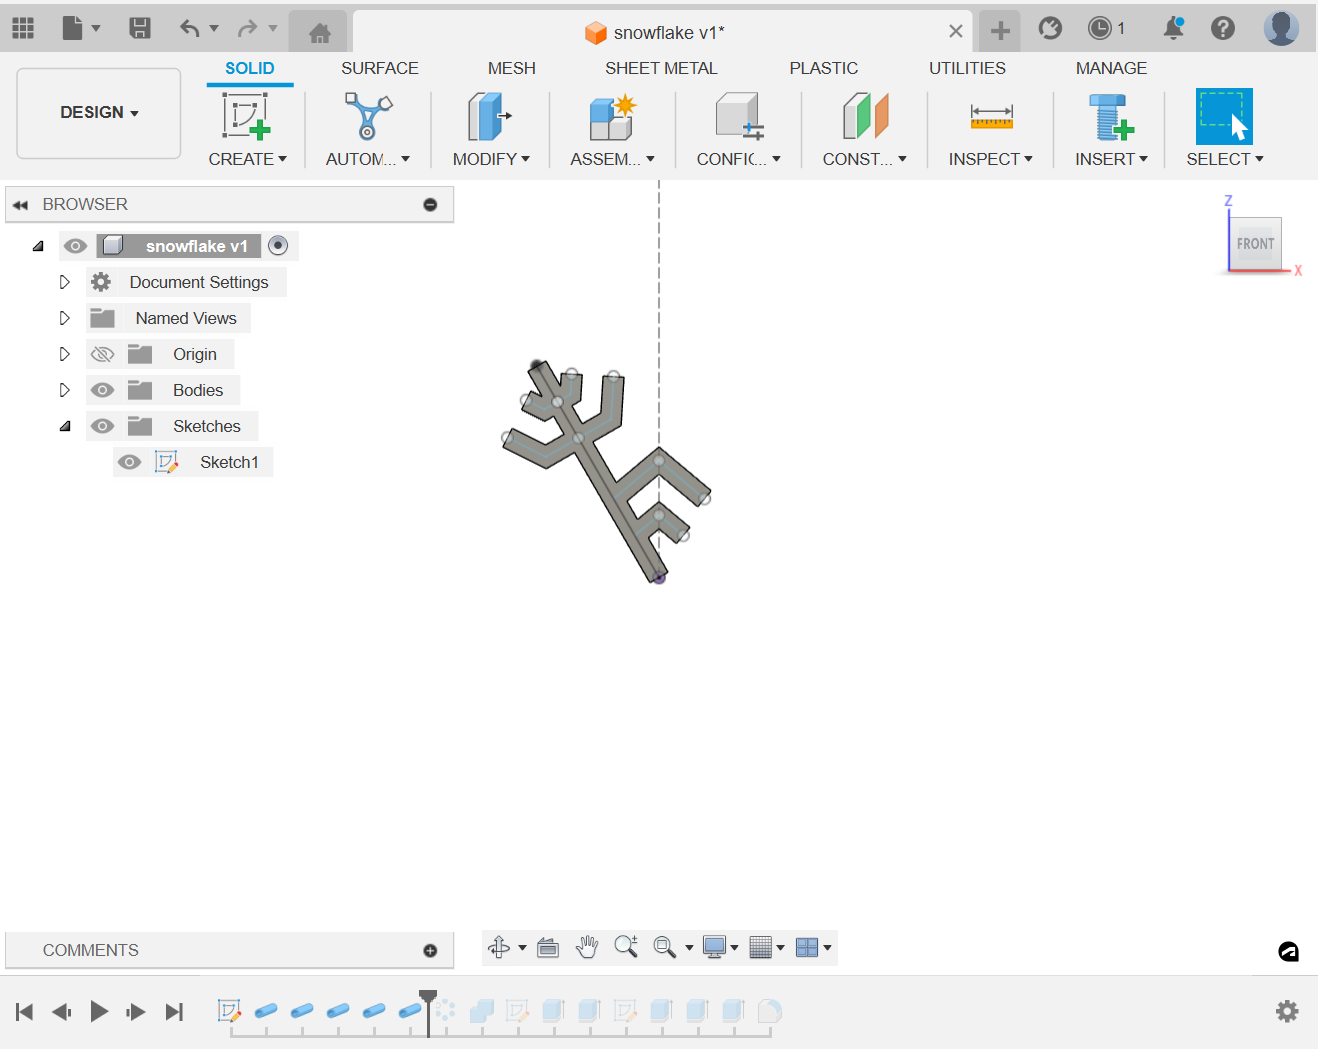 snowflake v1*
1
DESIGN
SOLID
SURFACE
MESH
SHEET METAL
PLASTIC
UTILITIES
MANAGE
CREATE
AUTOM...
MODIFY
ASSEM...
CONFIC...
CONST...
INSPECT
INSERT
SELECT
BROWSER
snowflake v1
Document Settings
Named Views
Origin
Bodies
Sketches
Sketch1
Z
FRONT
X
COMMENTS